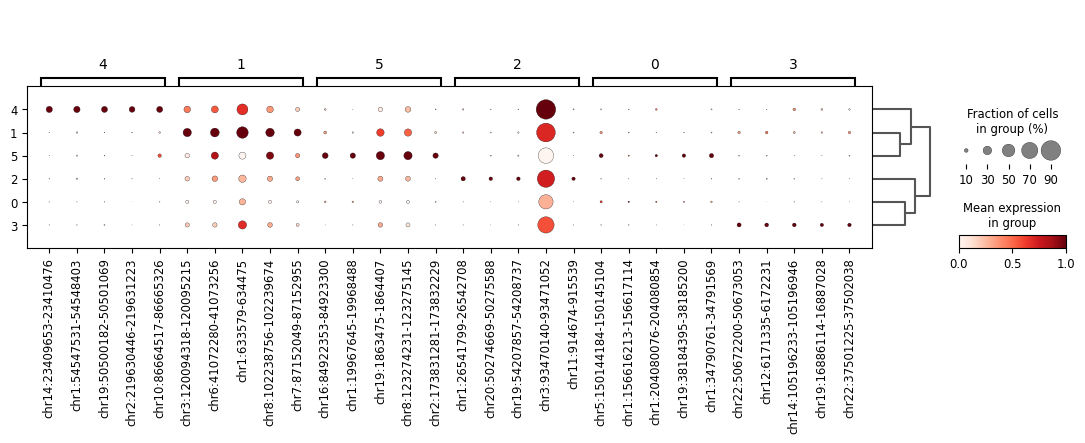 4 1 5 2 0 3
4
1
5
2
0
3
Fraction of cells
in group (%)
10 30 50 70 90
Mean expression
in group
0.0 0.5 1.0
chr14:23409653-23410476
chr1:54547531-54548403
chr19:50500182-50501069
chr2:219630446-219631223
chr10:86664517-86665326
chr3:120094318-120095215
chr6:41072280-41073256
chr1:633579-634475
chr8:102238756-102239674
chr7:87152049-87152955
chr16:84922353-84923300
chr1:19967645-19968488
chr19:1863475-1864407
chr8:123274231-123275145
chr2:173831281-173832229
chr1:26541799-26542708
chr20:50274669-50275588
chr19:54207857-54208737
chr3:93470140-93471052
chr11:914674-915539
chr5:150144184-150145104
chr1:156616213-156617114
chr1:204080076-204080854
chr19:38184395-38185200
chr1:34790761-34791569
chr22:50672200-50673053
chr12:6171335-6172231
chr14:105196233-105196946
chr19:16886114-16887028
chr22:37501225-37502038